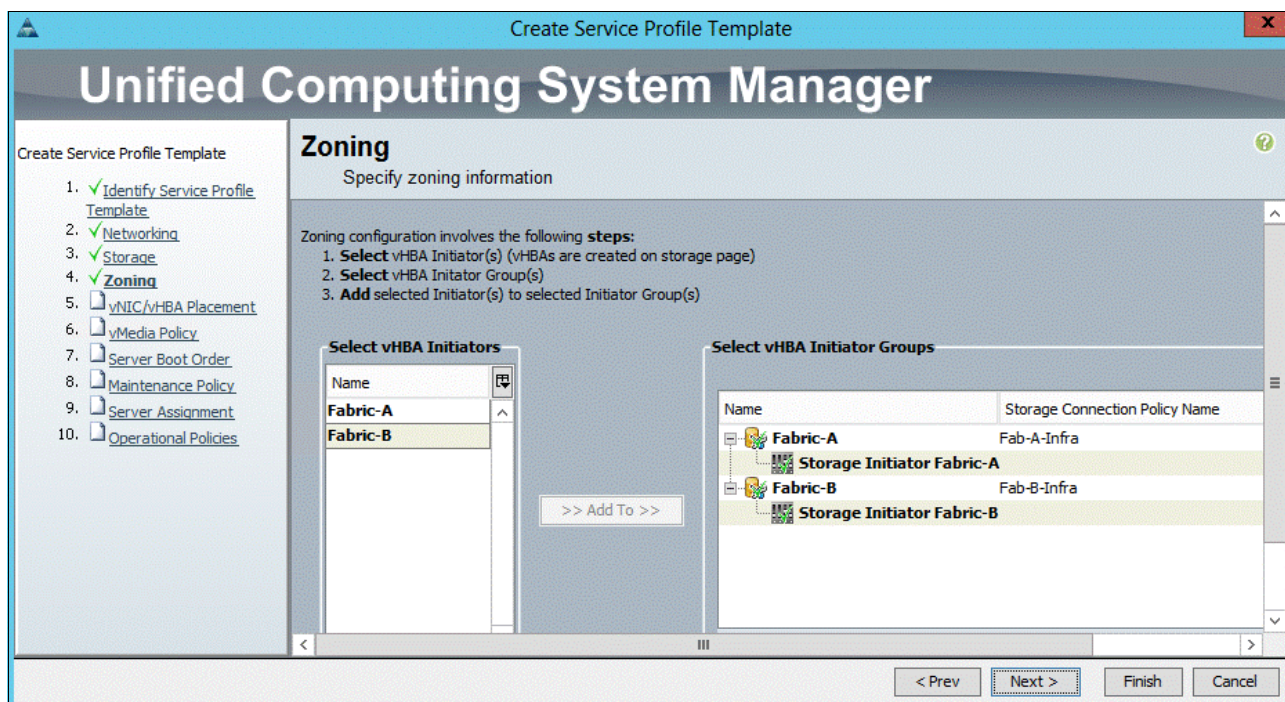 Create Service Profile Template
X
Unified Computing System Manager
Create Service Profile Template
1. Identify Service Profile
Template
2. Networking
3. Storage
4. Zoning
5. vNIC/vHBA Placement
6. vMedia Policy
7. Server Boot Order
8. Maintenance Policy
9. Server Assignment
10. Operational Policies
Zoning
?
Specify zoning information
Zoning configuration involves the following steps:
1. Select vHBA Initiator(s) (vHBAs are created on storage page)
2. Select vHBA Initator Group(s)
3. Add selected Initiator(s) to selected Initiator Group(s)
Select vHBA Initiators
Name
Fabric-A
Fabric-B
>> Add To >>
Select vHBA Initiator Groups
Name Storage Connection Policy Name
Fabric-A Fab-A-Infra
Storage Initiator Fabric-A
Fabric-B Fab-B-Infra
Storage Initiator Fabric-B
< Prev Next > Finish Cancel